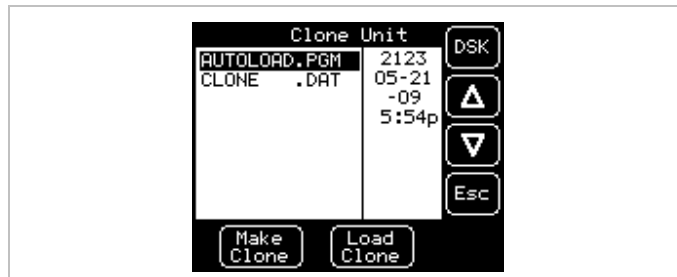 Clone Unit
DSK
AUTOLOAD.PGM 2123
CLONE .DAT 05-21
-09
5:54p
Esc
Make Clone
Load Clone